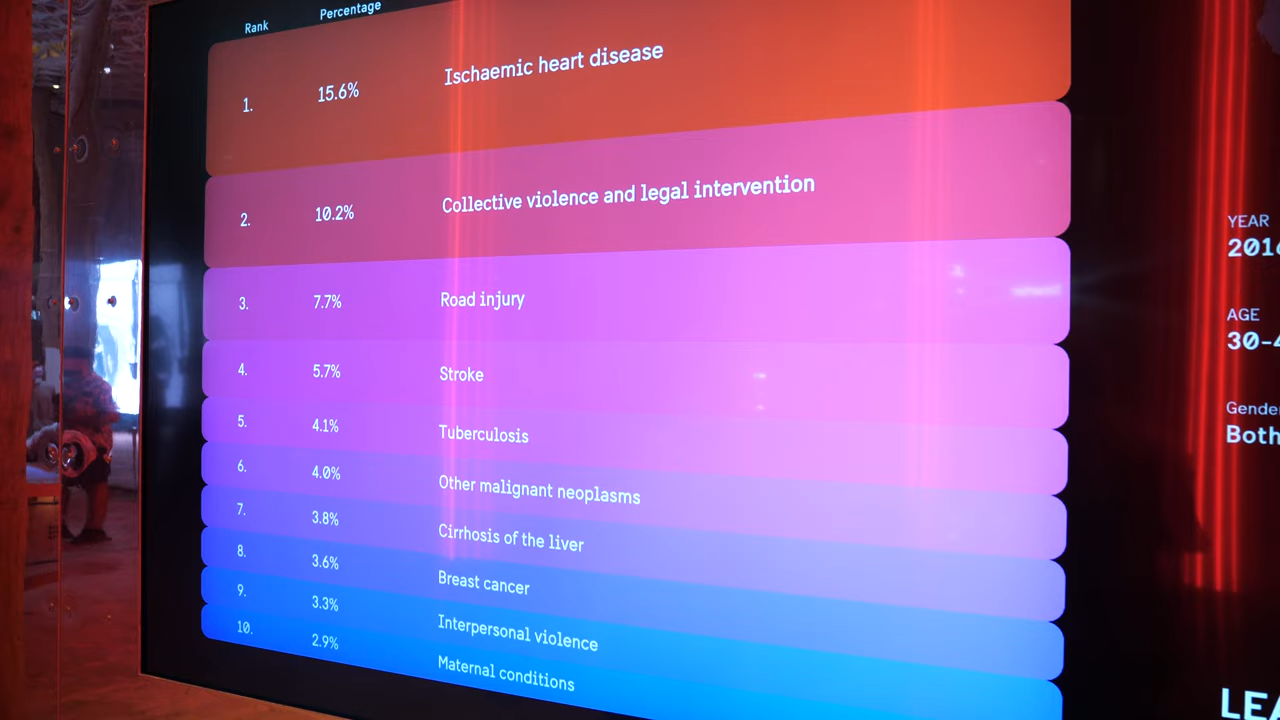 Rank Percentage
1. 15.6% Ischaemic heart disease
2. 10.2% Collective violence and legal intervention
3. 7.7% Road injury
4. 5.7% Stroke
5. 4.1% Tuberculosis
6. 4.0% Other malignant neoplasms
7. 3.8% Cirrhosis of the liver
8. 3.6% Breast cancer
9. 3.3% Interpersonal violence
10. 2.9% Maternal conditions
YEAR
AGE
Both